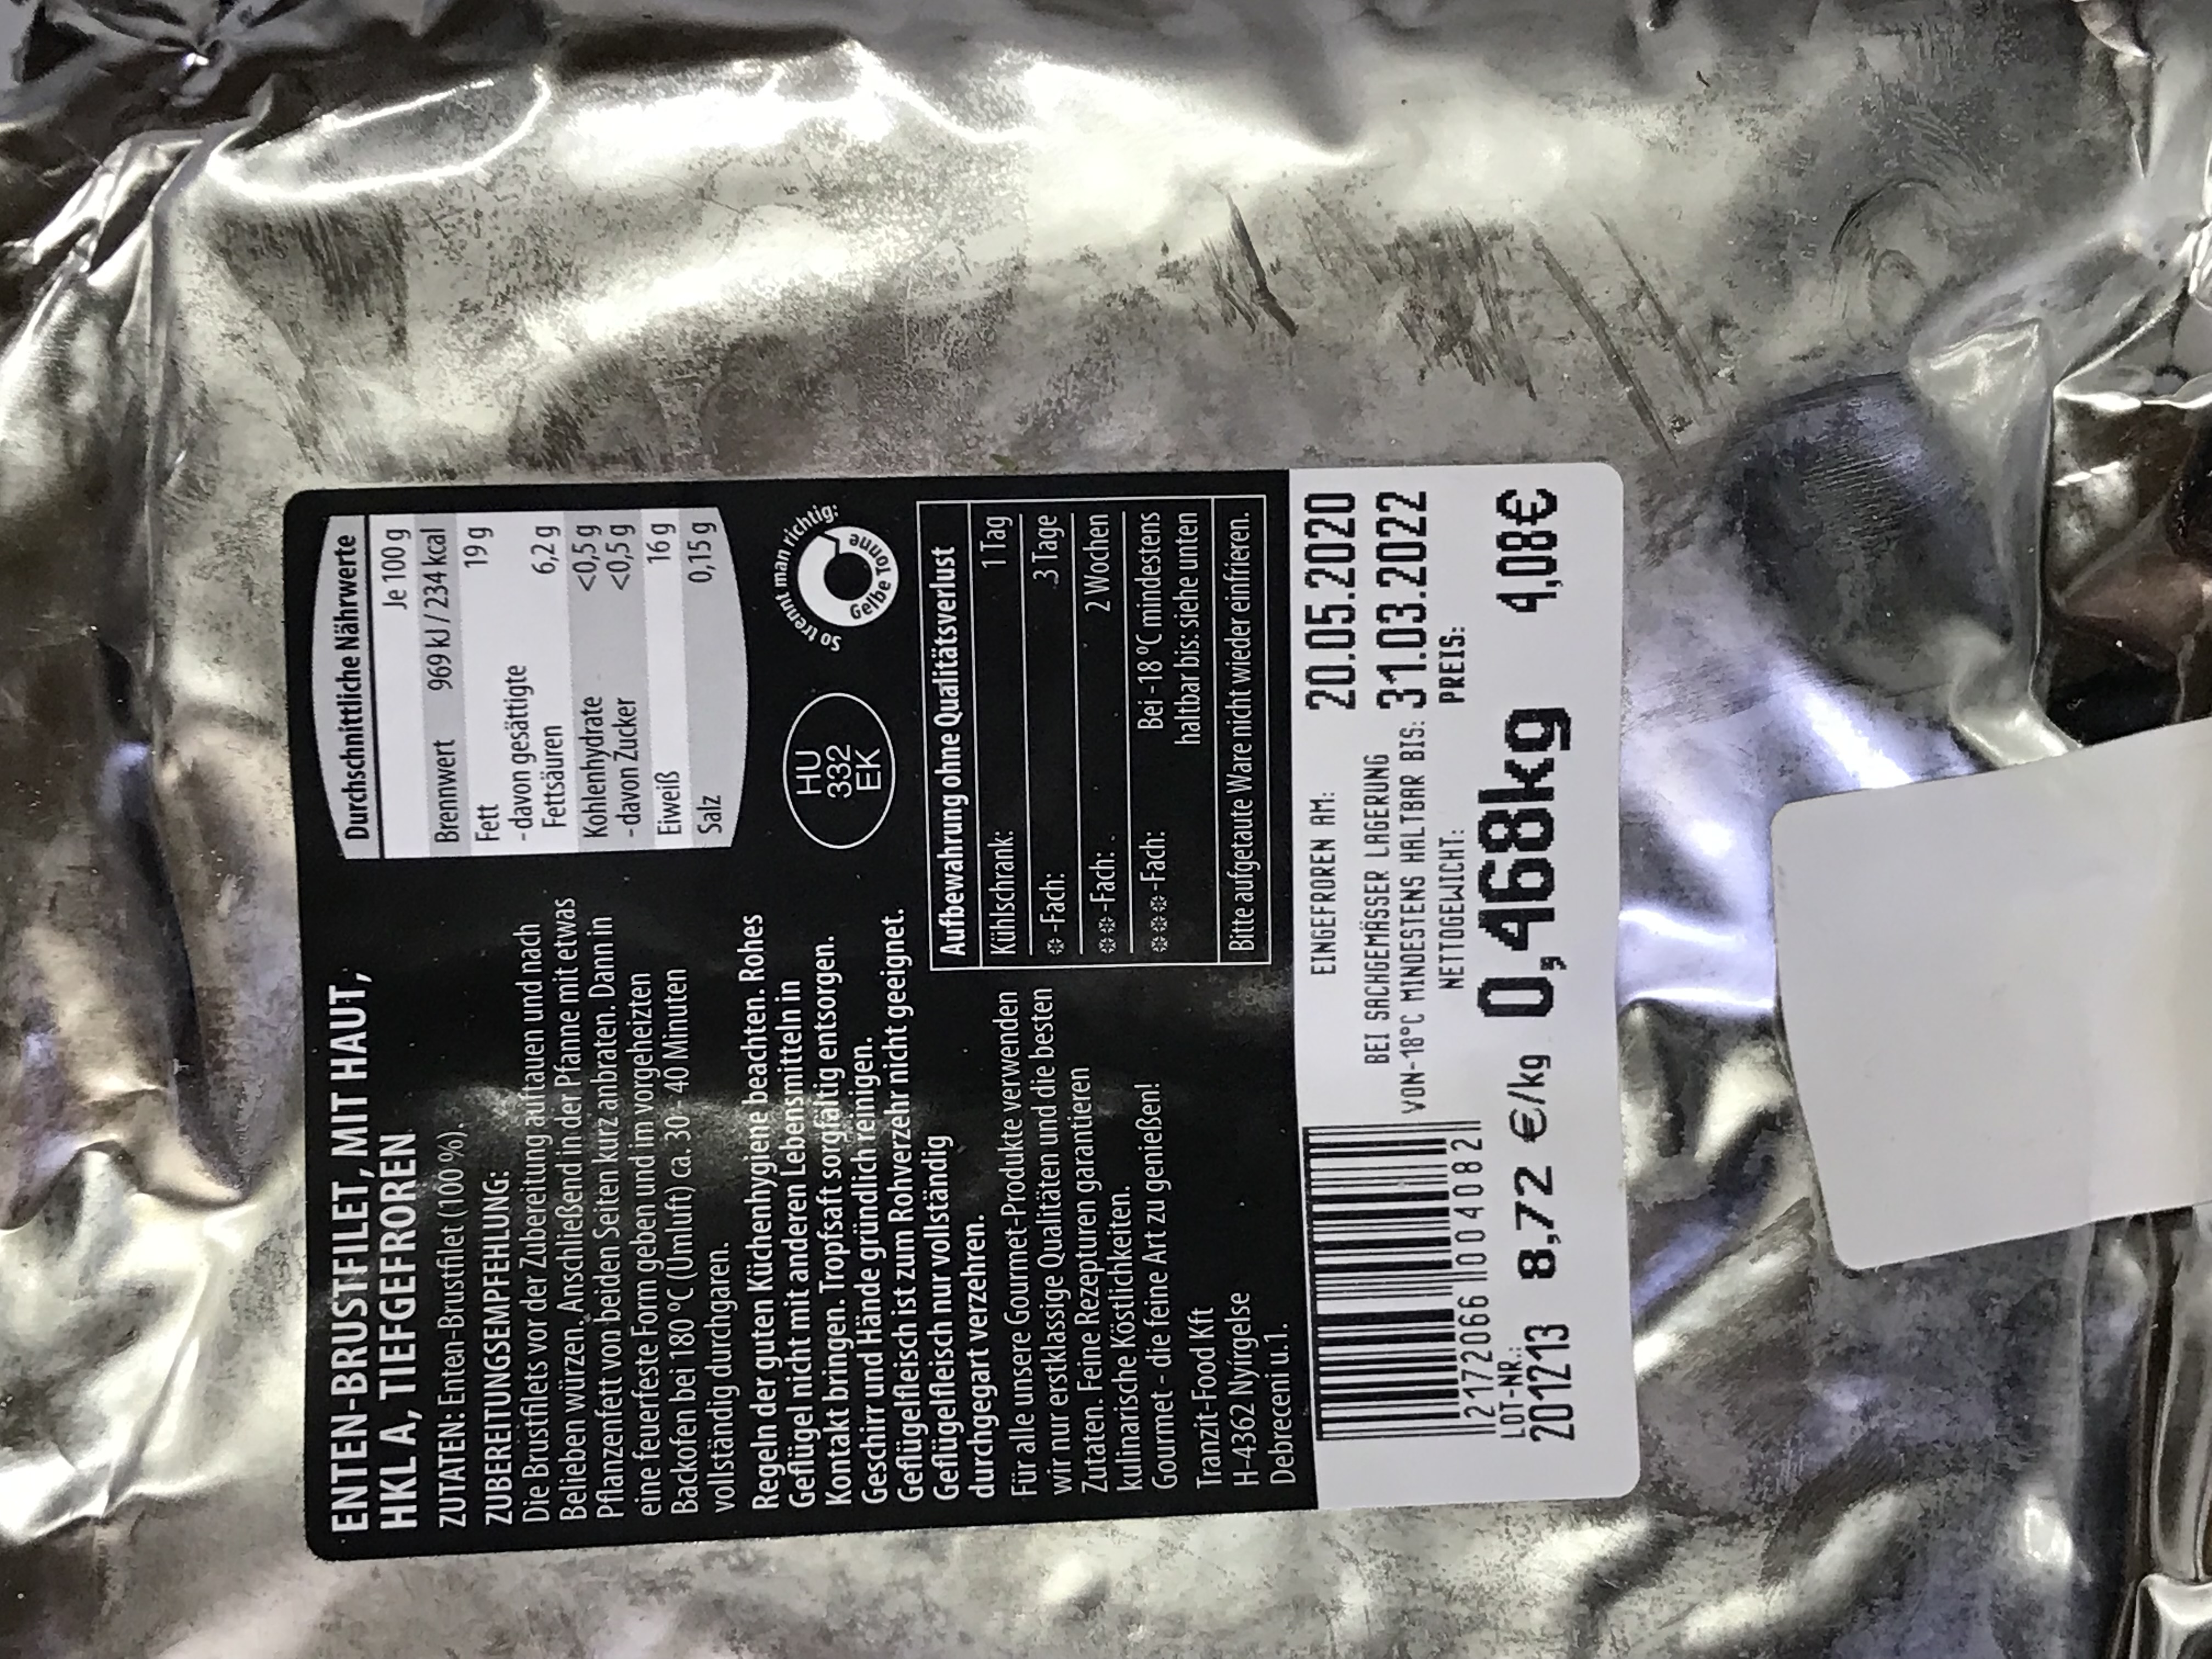 ENTEN-BRUSTFILET, MIT HAUT,
HKL A, TIEFGEFROREN
ZUTATEN: Enten-Brustfilet (100 %).
ZUBEREITUNGSEMPFEHLUNG:
Die Brustfilets vor der Zubereitung auftauen und nach
Belieben würzen. Anschließend in der Pfanne mit etwas
Pflanzenfett von beiden Seiten kurz anbraten. Dann in
eine feuerfeste Form geben und im vorgeheizten
Backofen bei 180 °C (Umluft) ca. 30 - 40 Minuten
vollständig durchgaren.
Regeln der guten Küchenhygiene beachten. Rohes
Geflügel nicht mit anderen Lebensmitteln in
Kontakt bringen. Tropfsaft sorgfältig entsorgen.
Geschirr und Hände gründlich reinigen.
Geflügelfleisch ist zum Rohverzehr nicht geeignet.
Geflügelfleisch nur vollständig
durchgegart verzehren.
Für alle unsere Gourmet-Produkte verwenden
wir nur erstklassige Qualitäten und die besten
Zutaten. Feine Rezepturen garantieren
kulinarische Köstlichkeiten.
Gourmet - die feine Art zu genießen!
Tranzit-Food Kft
H-4362 Nyírgelse
Debreceni u.1.
Durchschnittliche Nährwerte
Je 100 g
Brennwert 969 kJ / 234 kcal
Fett 19 g
- davon gesättigte
Fettsäuren 6,2 g
Kohlenhydrate <0,5 g
- davon Zucker <0,5 g
Eiweiß 16 g
Salz 0,15 g
HU
332
EK
So trennt man richtig:
Gelbe Tonne
Aufbewahrung ohne Qualitätsverlust
Kühlschrank: 1 Tag
❄-Fach: 3 Tage
❄❄-Fach: 2 Wochen
❄❄❄-Fach: Bei -18 °C mindestens
haltbar bis: siehe unten
Bitte aufgetaute Ware nicht wieder einfrieren.
EINGEFROREN AM: 20.05.2020
BEI SACHGEMÄSSER LAGERUNG
VON-18°C MINDESTENS HALTBAR BIS: 31.03.2022
NETTOGEWICHT: PREIS:
2172066 004082
LOT-NR.:
201213 8,72 €/kg 0,468kg 4,08€